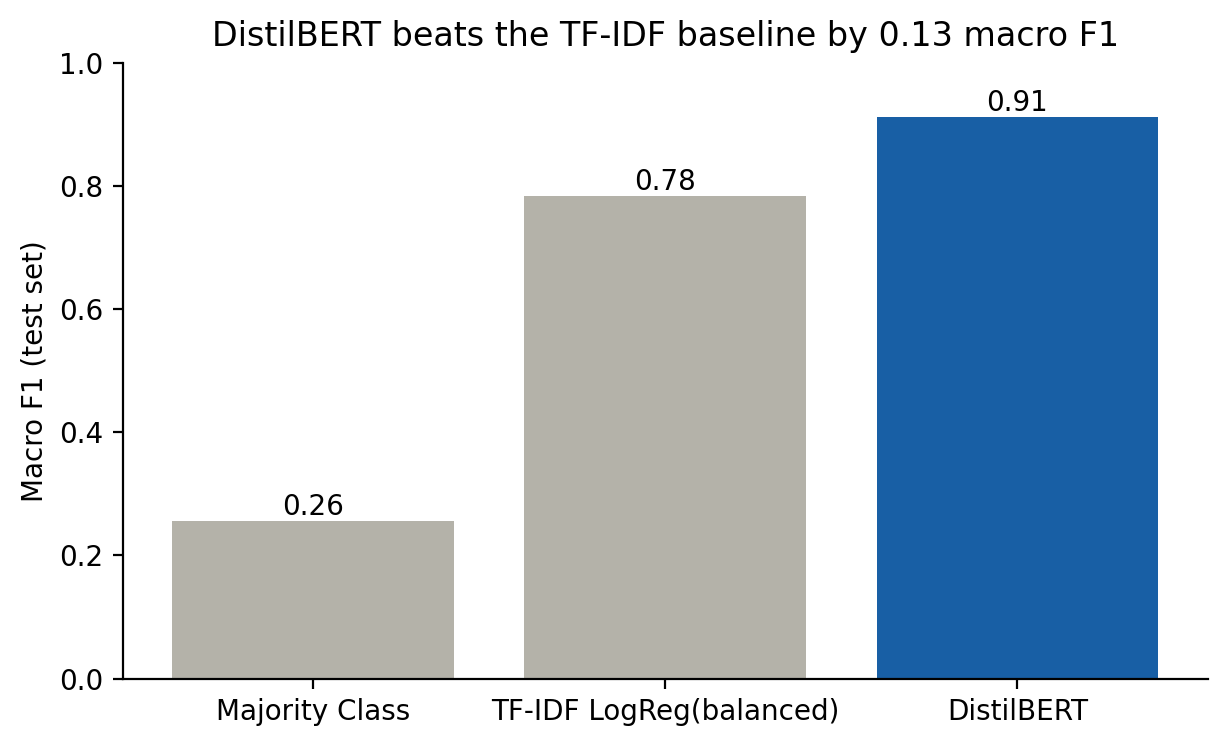 DistilBERT beats the TF-IDF baseline by 0.13 macro F1
Macro F1 (test set)
1.0
0.8
0.6
0.4
0.2
0.0
0.26
0.78
0.91
Majority Class
TF-IDF LogReg(balanced)
DistilBERT